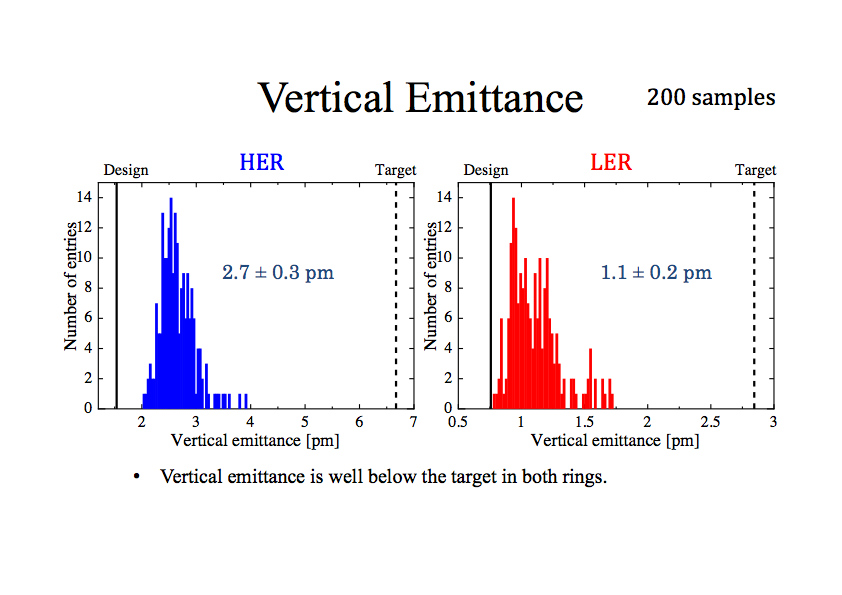 Vertical Emittance
200 samples
HER
Design
Target
14
12
10
8
6
4
2
0
Number of entries
2.7 ± 0.3 pm
2
3
4
5
6
7
Vertical emittance [pm]
LER
Design
Target
14
12
10
8
6
4
2
0
Number of entries
1.1 ± 0.2 pm
0.5
1
1.5
2
2.5
3
Vertical emittance [pm]
• Vertical emittance is well below the target in both rings.